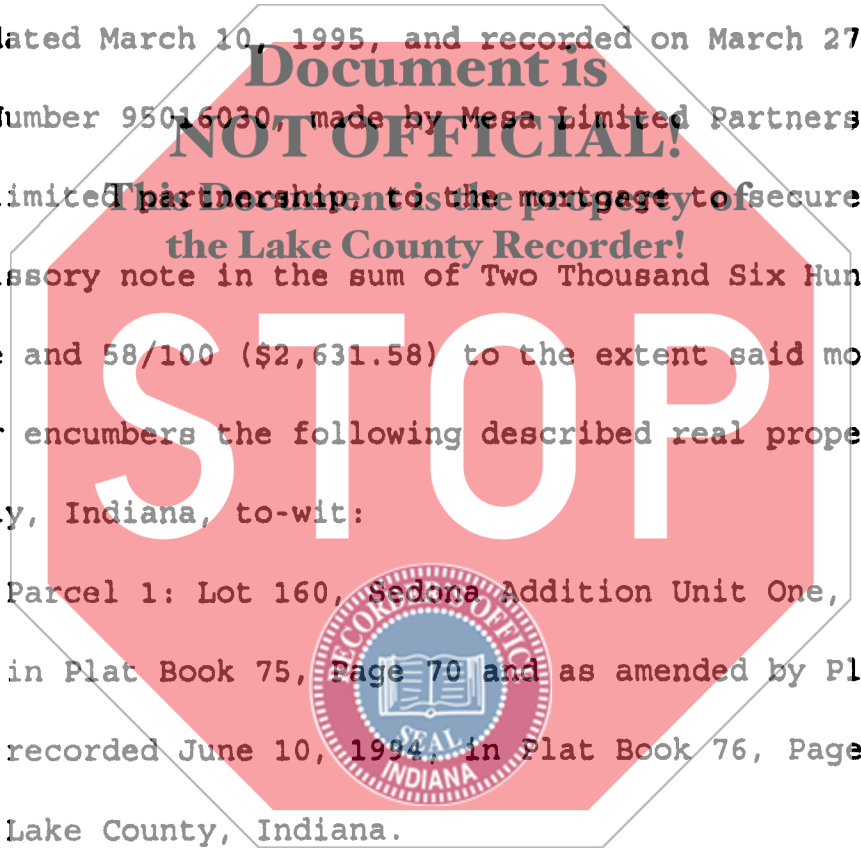 ated March 10, 1995, and recorded on March 27
Document is
umber 95016030, made by Mesa Limited Partners
NOT OFFICIAL!
imited partnership, to the mortgage to secure
This Document is the property of
the Lake County Recorder!
ssory note in the sum of Two Thousand Six Hun
STOP
e and 58/100 ($2,631.58) to the extent said mo
r encumbers the following described real prope
y, Indiana, to-wit:
Parcel 1: Lot 160, Sedona Addition Unit One,
RECORDER'S OFFICE
in Plat Book 75, Page 70 and as amended by Pl
recorded June 10, 1994, in Plat Book 76, Page
SEAL
INDIANA
Lake County, Indiana.